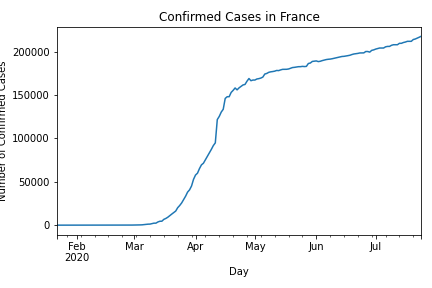 Confirmed Cases in France
Number of Confirmed Cases
200000
150000
100000
50000
0
Feb
2020
Mar
Apr
May
Jun
Jul
Day